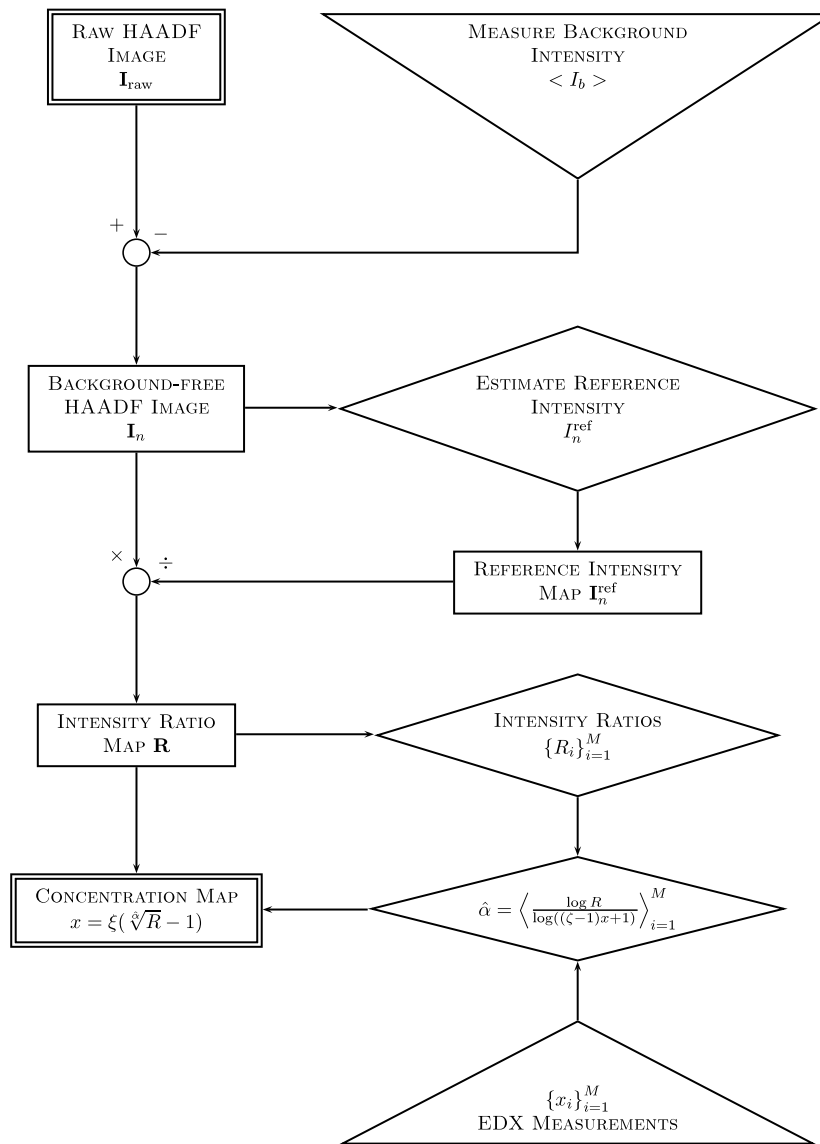 RAW HAADF
IMAGE
I_raw
MEASURE BACKGROUND
INTENSITY
< I_b >
+
−
BACKGROUND-FREE
HAADF IMAGE
I_n
ESTIMATE REFERENCE
INTENSITY
I_n^ref
×
÷
REFERENCE INTENSITY
MAP I_n^ref
INTENSITY RATIO
MAP R
INTENSITY RATIOS
{R_i}_{i=1}^M
CONCENTRATION MAP
x = ξ( \sqrt[α̂]{R} − 1)
α̂ = ⟨ \frac{log R}{log((ζ−1)x+1)} ⟩_{i=1}^M
{x_i}_{i=1}^M
EDX MEASUREMENTS